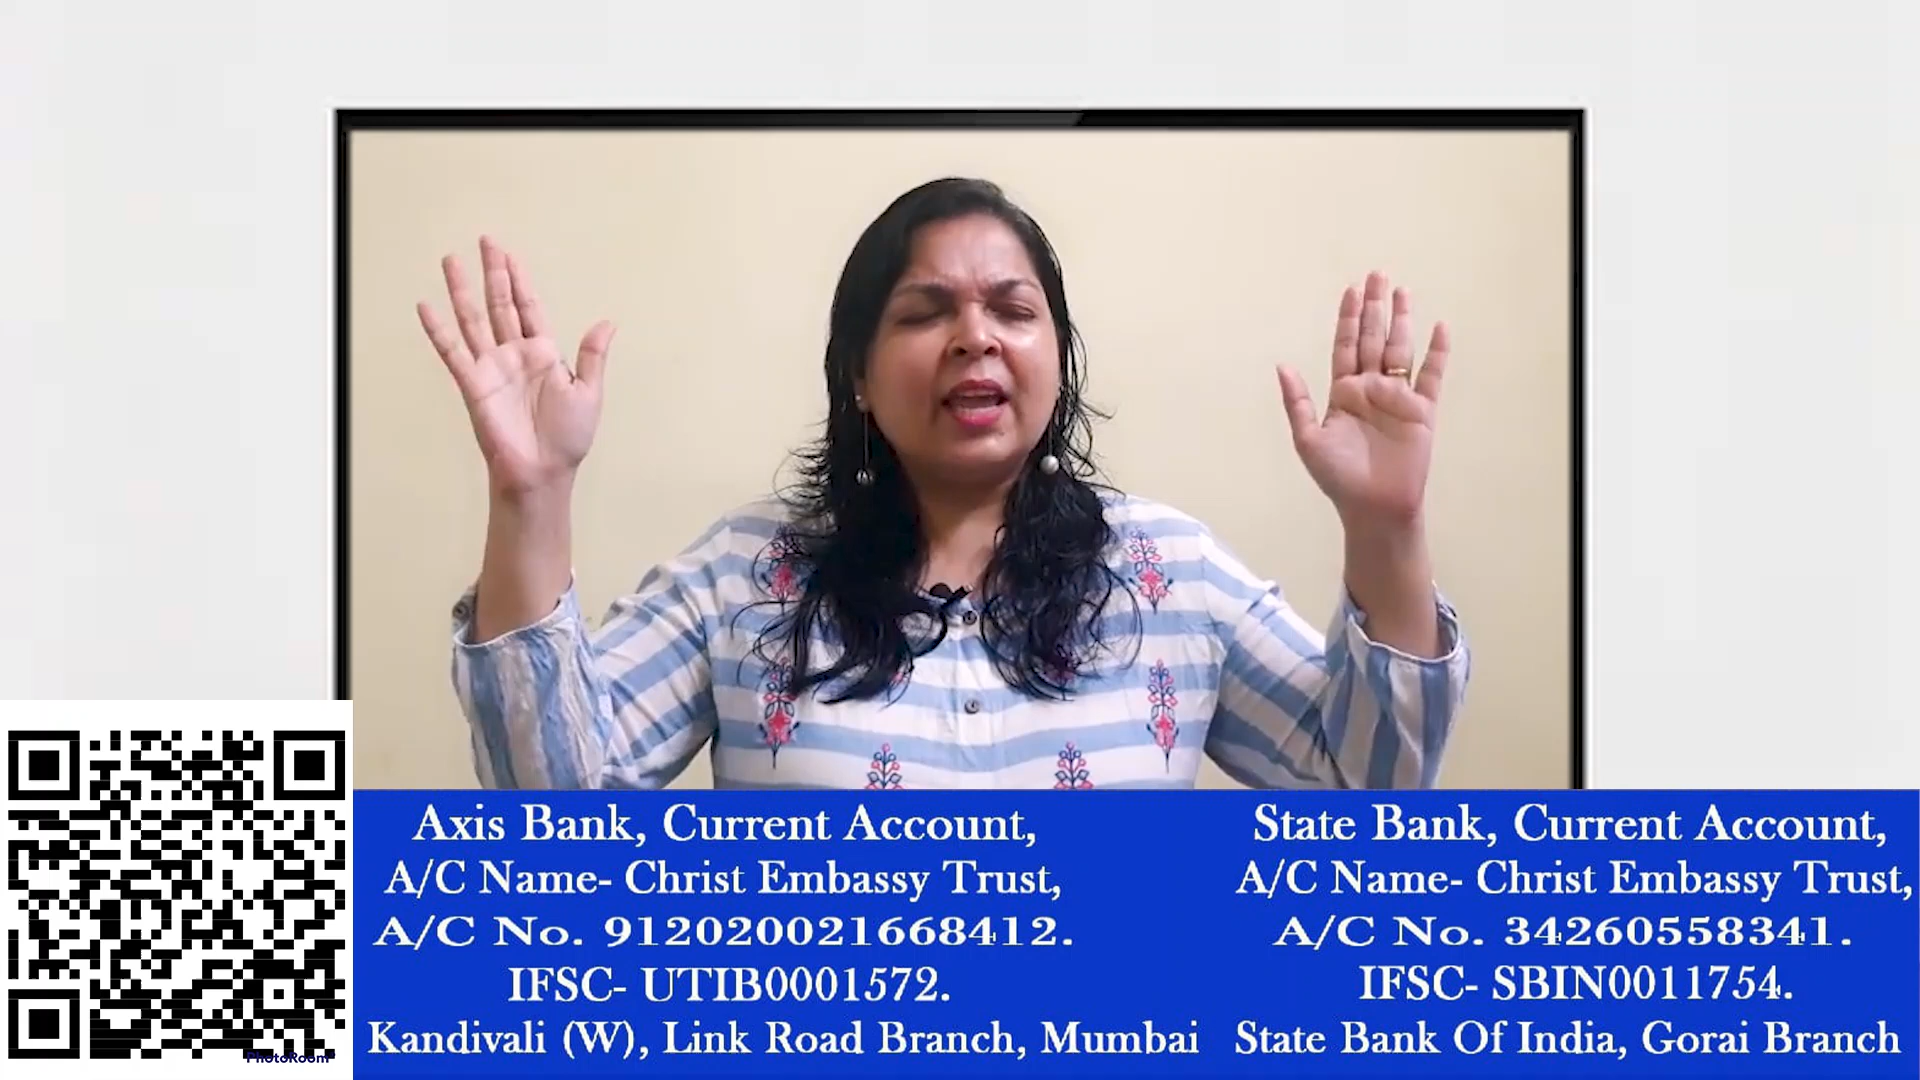 Axis Bank, Current Account,
A/C Name- Christ Embassy Trust,
A/C No. 912020021668412.
IFSC- UTIB0001572.
Kandivali (W), Link Road Branch, Mumbai
State Bank, Current Account,
A/C Name- Christ Embassy Trust,
A/C No. 34260558341.
IFSC- SBIN0011754.
State Bank Of India, Gorai Branch
PhotoRoom